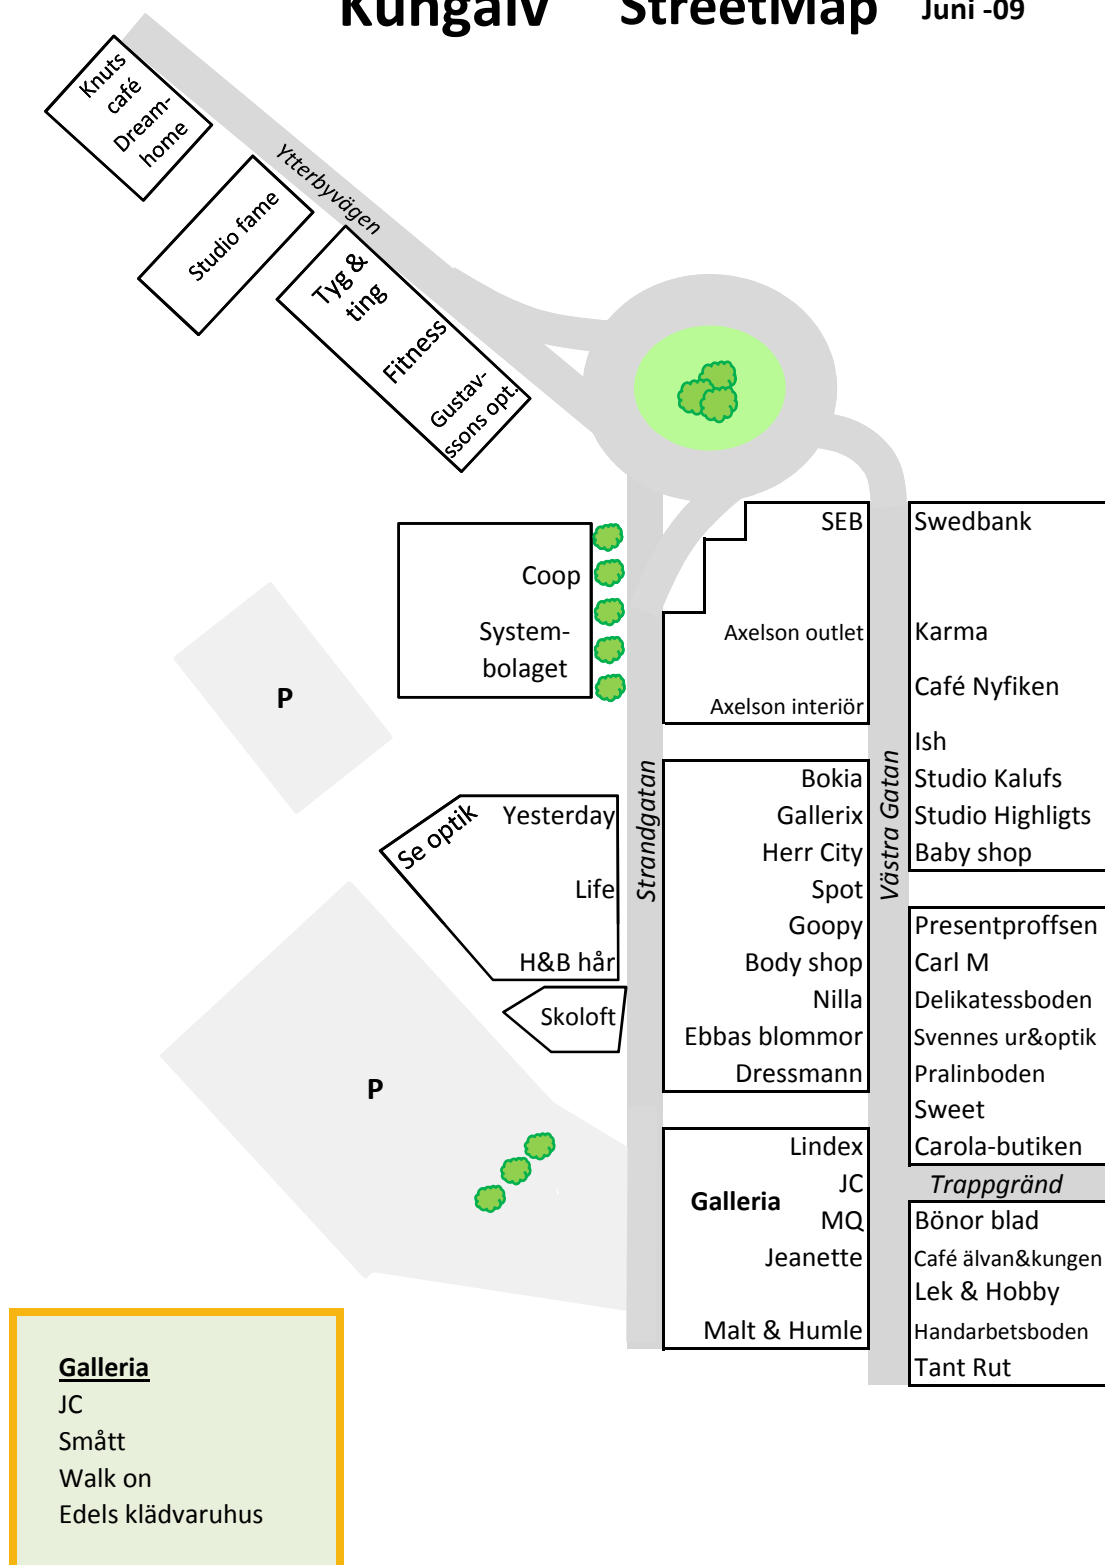 Kungälv StreetMap Juni -09
Knuts
café
Dream-
home
Ytterbyvägen
Studio fame
Tyg &
ting
Fitness
Gustav-
ssons opt.
Coop
System-
bolaget
P
Se optik
Yesterday
Life
H&B hår
Skoloft
P
Strandgatan
SEB
Axelson outlet
Axelson interiör
Bokia
Gallerix
Herr City
Spot
Goopy
Body shop
Nilla
Ebbas blommor
Dressmann
Lindex
JC
Galleria
MQ
Jeanette
Malt & Humle
Västra Gatan
Swedbank
Karma
Café Nyfiken
Ish
Studio Kalufs
Studio Highligts
Baby shop
Presentproffsen
Carl M
Delikatessboden
Svennes ur&optik
Pralinboden
Sweet
Carola-butiken
Trappgränd
Bönor blad
Café älvan&kungen
Lek & Hobby
Handarbetsboden
Tant Rut
Galleria
JC
Smått
Walk on
Edels klädvaruhus